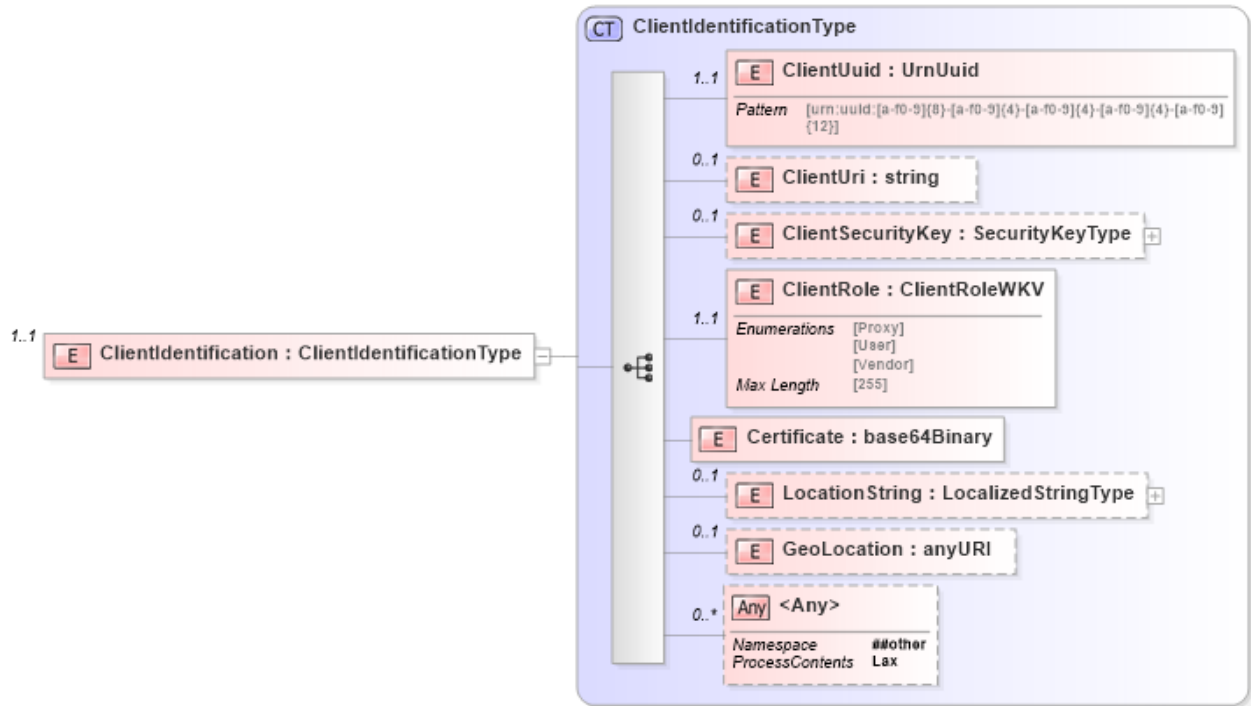 CT ClientIdentificationType
1..1 E ClientUuid : UrnUuid
Pattern [urn:uuid:[a-f0-9]{8}-[a-f0-9]{4}-[a-f0-9]{4}-[a-f0-9]{4}-[a-f0-9]
{12}]
0..1 E ClientUri : string
0..1 E ClientSecurityKey : SecurityKeyType
1..1 E ClientRole : ClientRoleWKV
Enumerations [Proxy]
[User]
[Vendor]
Max Length [255]
1..1 E ClientIdentification : ClientIdentificationType
E Certificate : base64Binary
0..1 E LocationString : LocalizedStringType
0..1 E GeoLocation : anyURI
0..* Any <Any>
Namespace ##other
ProcessContents Lax